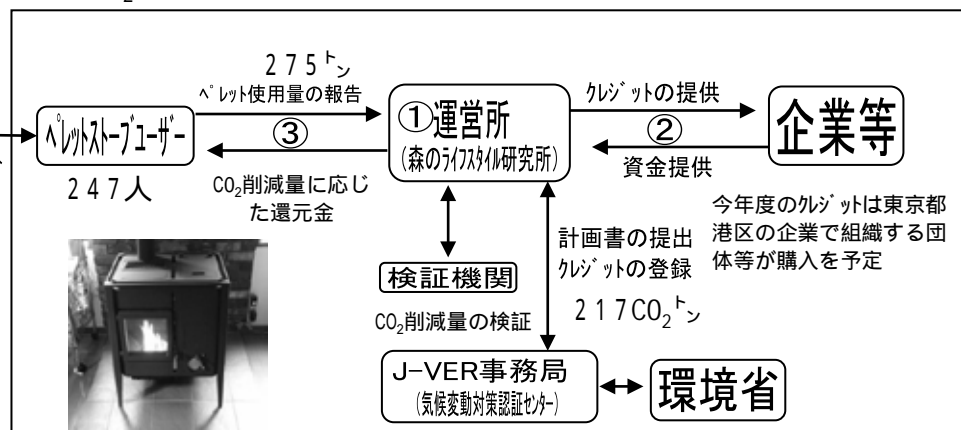 275トン
ペレット使用量の報告
ペレットストーブユーザー
③
247人
CO₂削減量に応じ
た還元金
①運営所
(森のライフスタイル研究所)
クレジットの提供
②
資金提供
企業等
今年度のクレジットは東京都
港区の企業で組織する団
体等が購入を予定
計画書の提出
クレジットの登録
217CO₂トン
検証機関
CO₂削減量の検証
J-VER事務局
(気候変動対策認証センター)
環境省